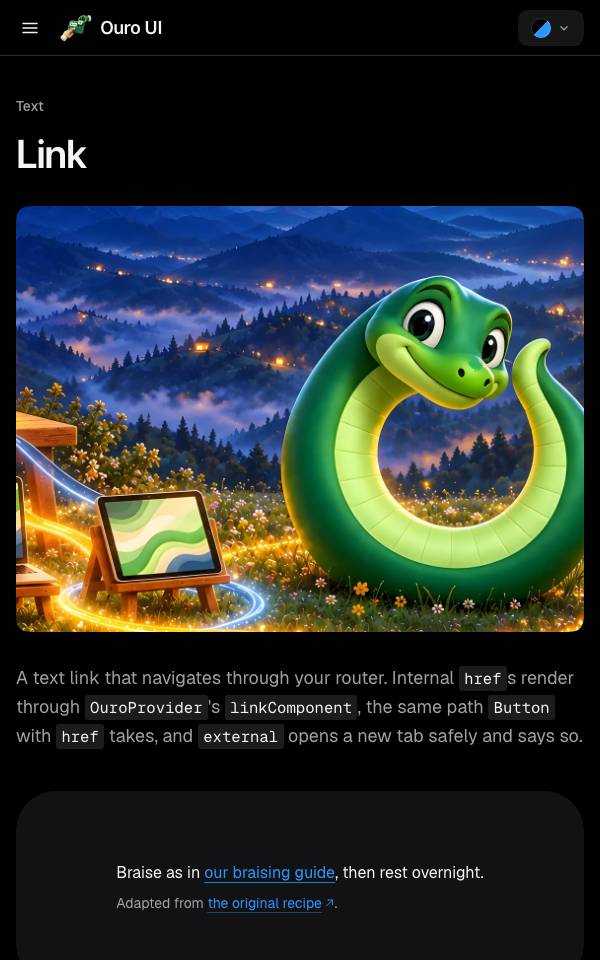 Ouro UI
Text
Link
A text link that navigates through your router. Internal hrefs render
through OuroProvider's linkComponent, the same path Button
with href takes, and external opens a new tab safely and says so.
Braise as in our braising guide, then rest overnight.
Adapted from the original recipe ↗.